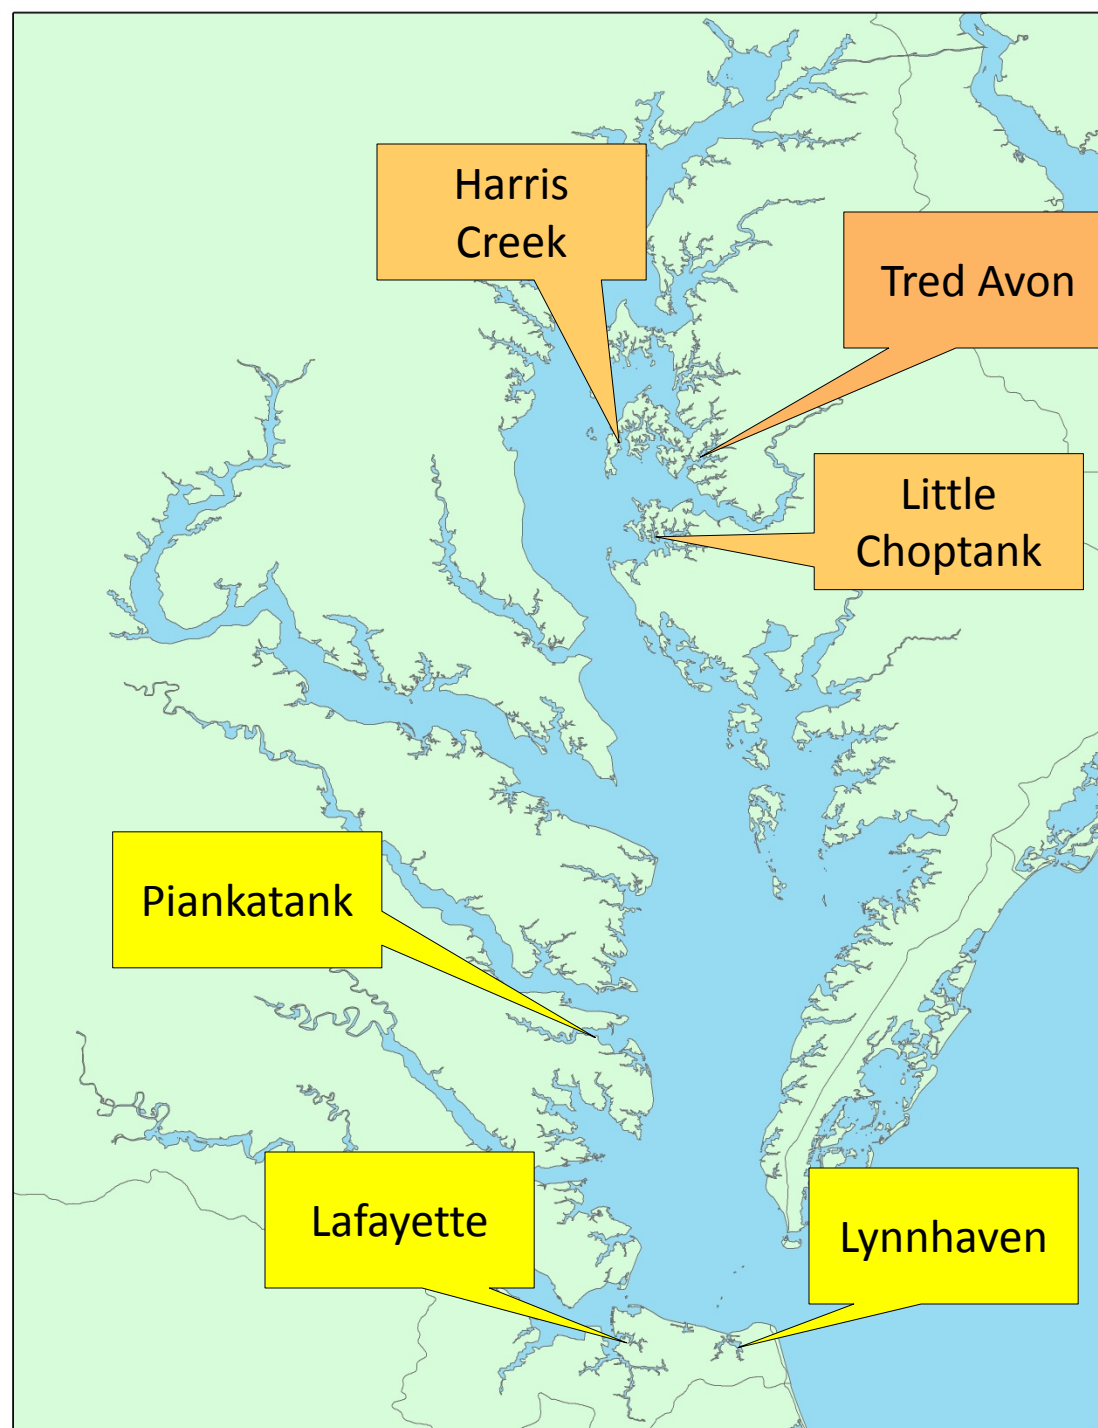 Harris
Creek
Tred Avon
Little
Choptank
Piankatank
Lafayette
Lynnhaven